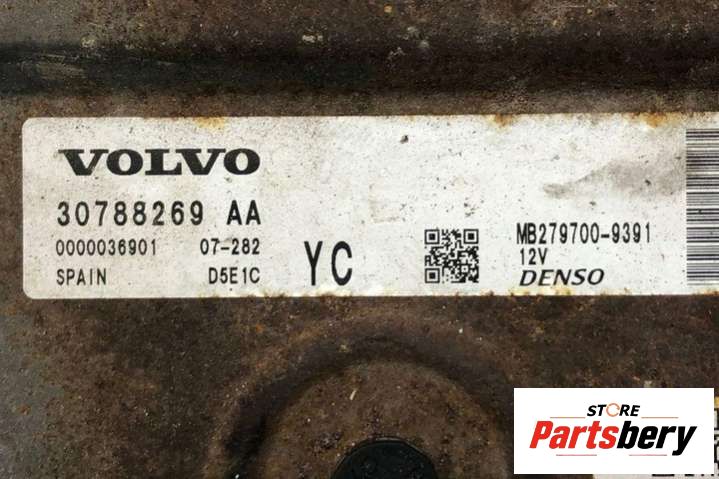 VOLVO
30788269 AA
0000036901 07-282
SPAIN D5E1C
YC
MB279700-9391
12V
DENSO
STORE
Partsbery